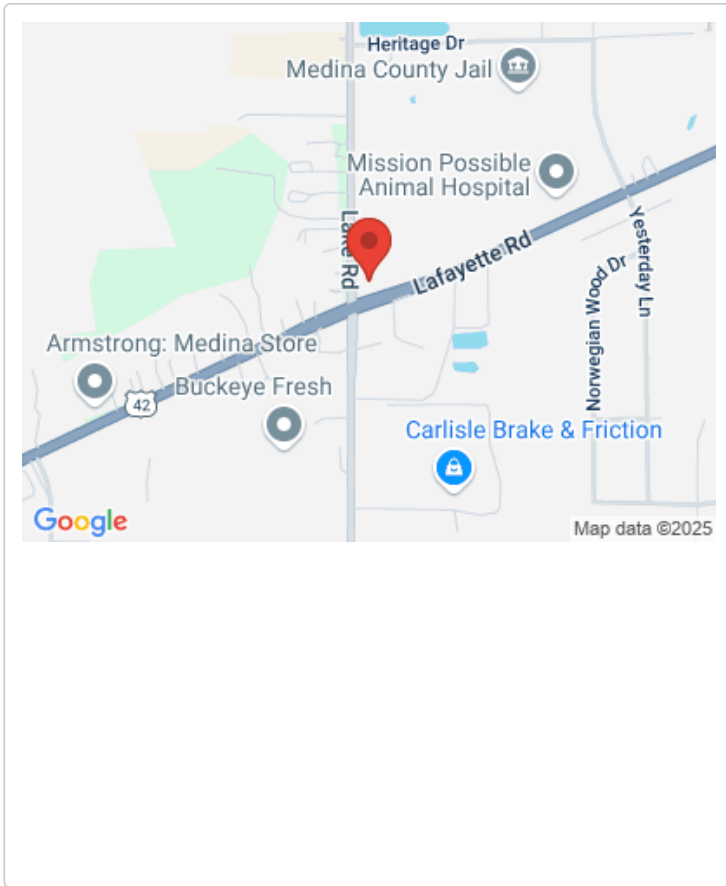 Heritage Dr
Medina County Jail
Mission Possible
Animal Hospital
Lake Rd
Lafayette Rd
Yesterday Ln
Norwegian Wood Dr
Armstrong: Medina Store
42
Buckeye Fresh
Carlisle Brake & Friction
Google
Map data ©2025